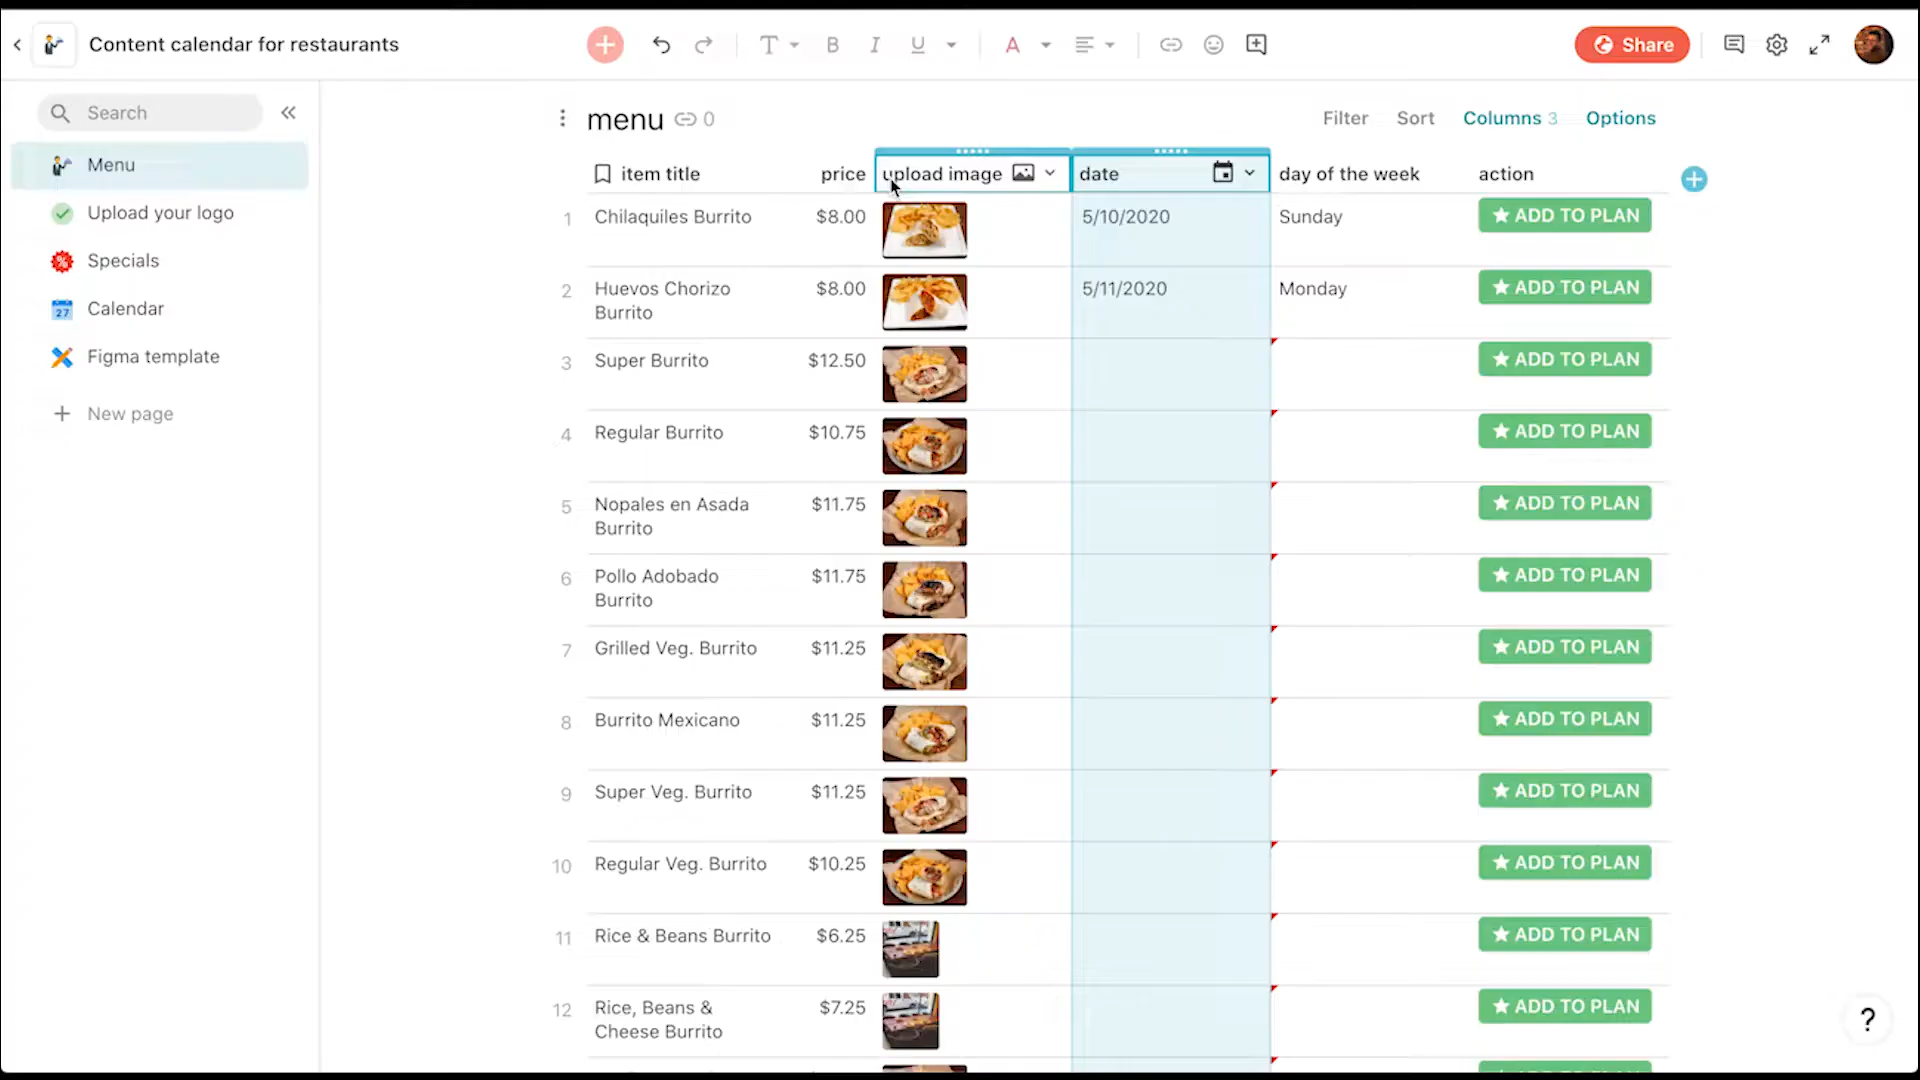 Content calendar for restaurants
T B I U A
Share
Search
Menu
Upload your logo
Specials
27 Calendar
Figma template
New page
menu 0
Filter Sort Columns 3 Options
item title price upload image date day of the week action
1 Chilaquiles Burrito $8.00 5/10/2020 Sunday ADD TO PLAN
2 Huevos Chorizo Burrito $8.00 5/11/2020 Monday ADD TO PLAN
3 Super Burrito $12.50 ADD TO PLAN
4 Regular Burrito $10.75 ADD TO PLAN
5 Nopales en Asada Burrito $11.75 ADD TO PLAN
6 Pollo Adobado Burrito $11.75 ADD TO PLAN
7 Grilled Veg. Burrito $11.25 ADD TO PLAN
8 Burrito Mexicano $11.25 ADD TO PLAN
9 Super Veg. Burrito $11.25 ADD TO PLAN
10 Regular Veg. Burrito $10.25 ADD TO PLAN
11 Rice & Beans Burrito $6.25 ADD TO PLAN
12 Rice, Beans & Cheese Burrito $7.25 ADD TO PLAN
?